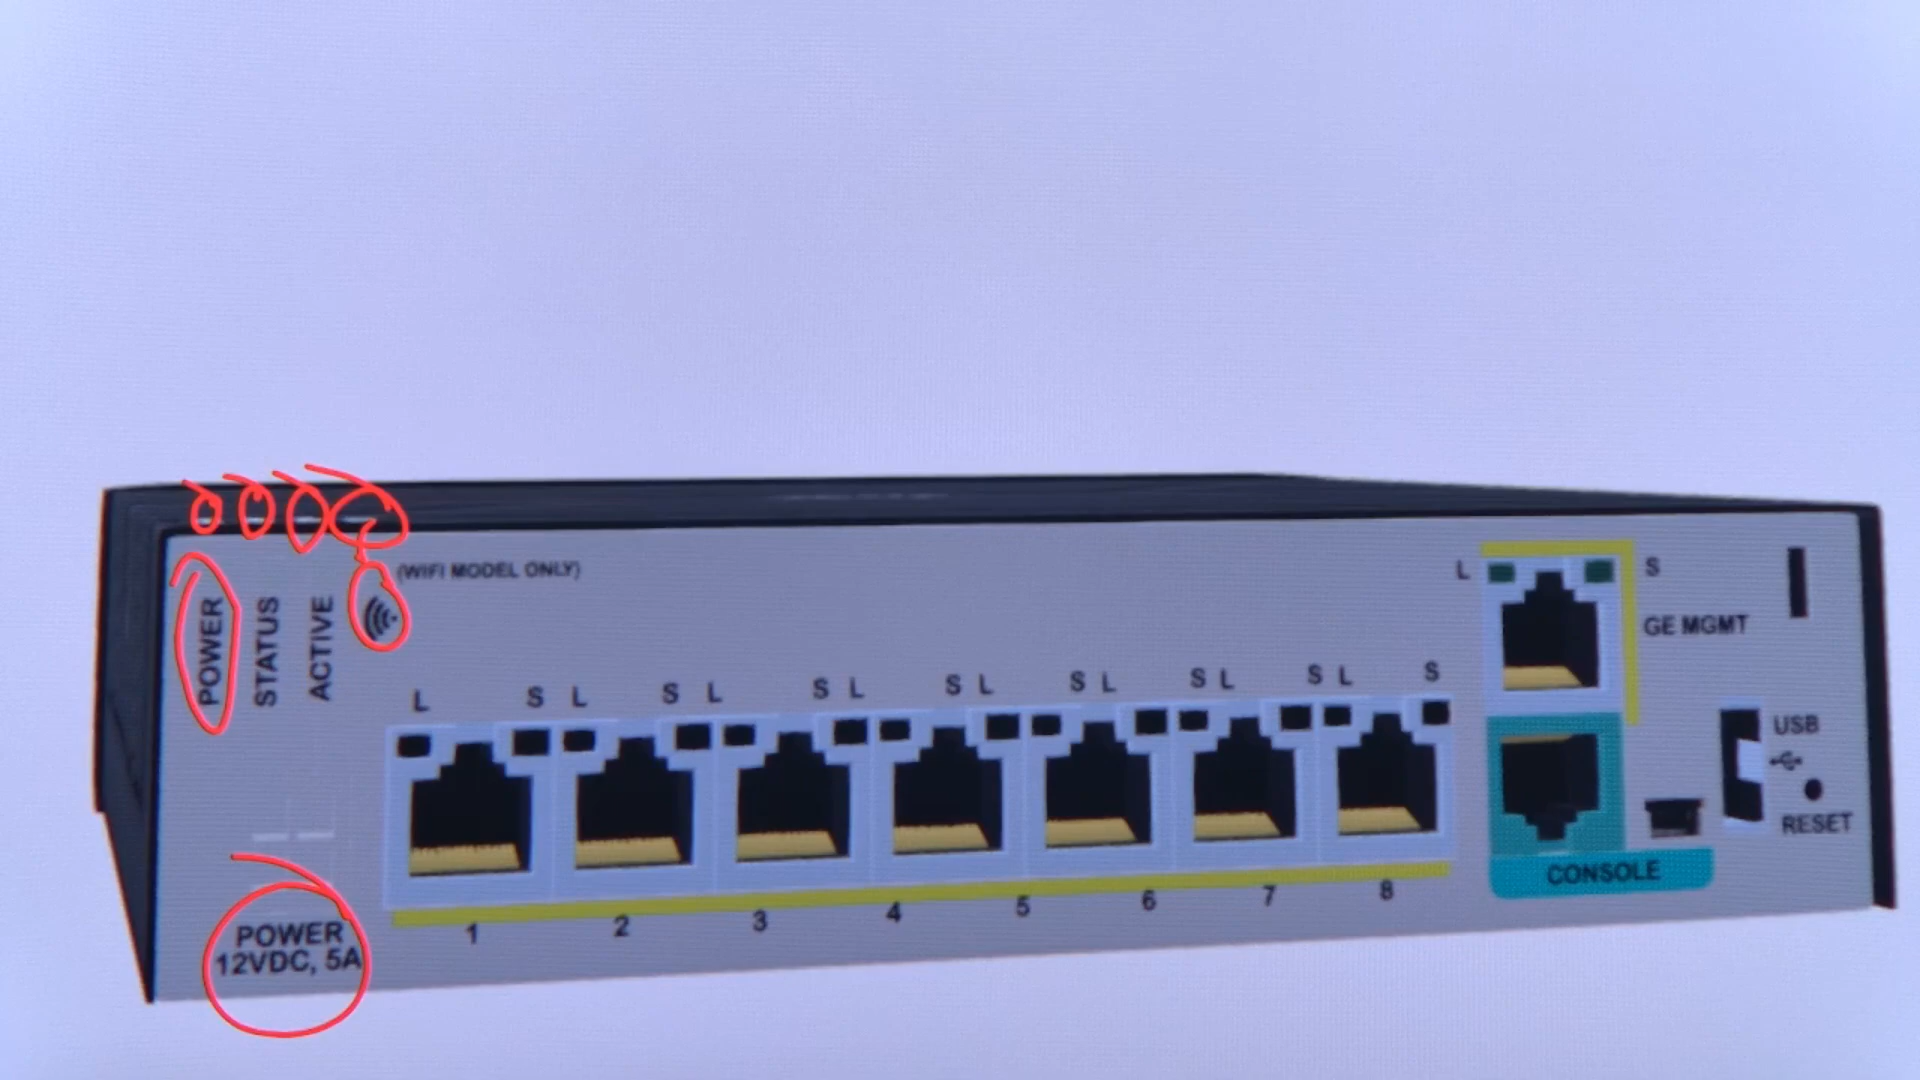 (WIFI MODEL ONLY)
POWER
STATUS
ACTIVE
L S L S L S L S L S L S L S
L S
GE MGMT
USB
RESET
CONSOLE
1 2 3 4 5 6 7 8
POWER
12VDC, 5A